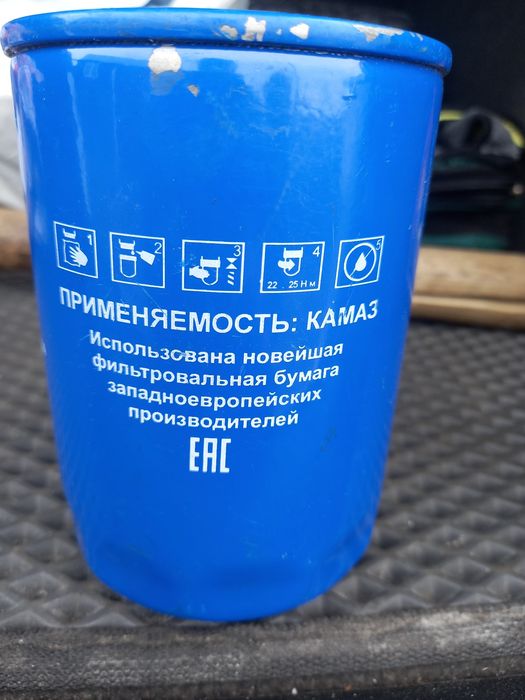 1 2 3 4 5
22 . 25 Н м
ПРИМЕНЯЕМОСТЬ: КАМАЗ
Использована новейшая
фильтровальная бумага
западноевропейских
производителей
EAC